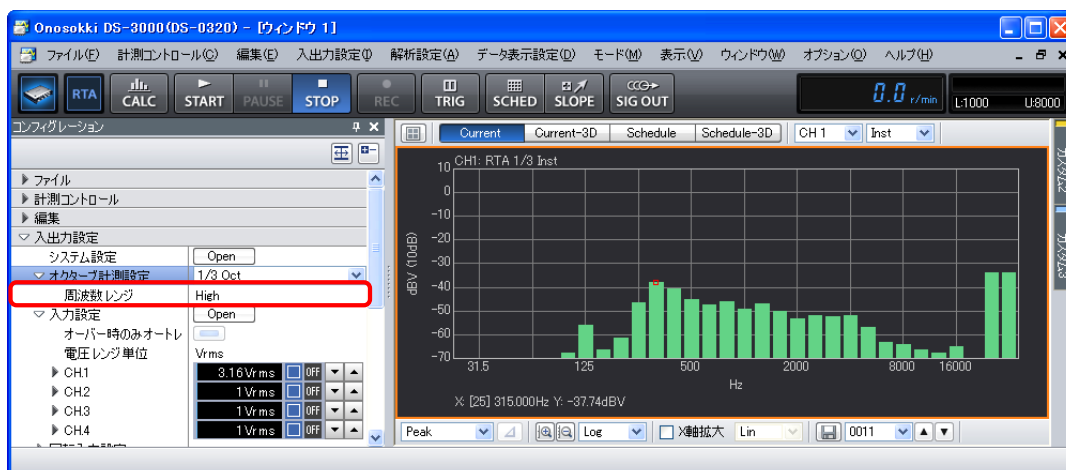 Onosokki DS-3000(DS-0320) - [ウィンドウ 1]
ファイル(F) 計測コントロール(C) 編集(E) 入出力設定(I) 解析設定(A) データ表示設定(D) モード(M) 表示(V) ウィンドウ(W) オプション(O) ヘルプ(H)
RTA CALC START PAUSE STOP REC TRIG SCHED SLOPE SIG OUT 0.0 r/min L:1000 U:8000
コンフィグレーション
Current Current-3D Schedule Schedule-3D CH 1 Inst
ファイル
計測コントロール
編集
入出力設定
システム設定 Open
オクターブ計測設定 1/3 Oct
周波数レンジ High
入力設定 Open
オーバー時のみオートレ
電圧レンジ単位 Vrms
CH.1 3.16Vrms OFF
CH.2 1Vrms OFF
CH.3 1Vrms OFF
CH.4 1Vrms OFF
CH1: RTA 1/3 Inst
10
0
-10
-20
-30
-40
-50
-60
-70
dBV (10dB)
31.5 125 500 2000 8000 16000
Hz
X: [25] 315.000Hz Y: -37.74dBV
Peak Log X軸拡大 Lin 0011
カスタム2
カスタム3